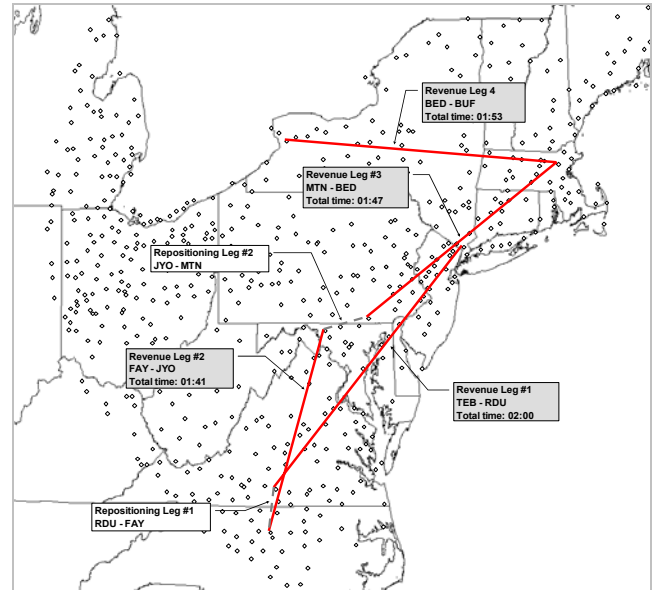 Revenue Leg 4
BED - BUF
Total time: 01:53
Revenue Leg #3
MTN - BED
Total time: 01:47
Repositioning Leg #2
JYO - MTN
Revenue Leg #2
FAY - JYO
Total time: 01:41
Revenue Leg #1
TEB - RDU
Total time: 02:00
Repositioning Leg #1
RDU - FAY